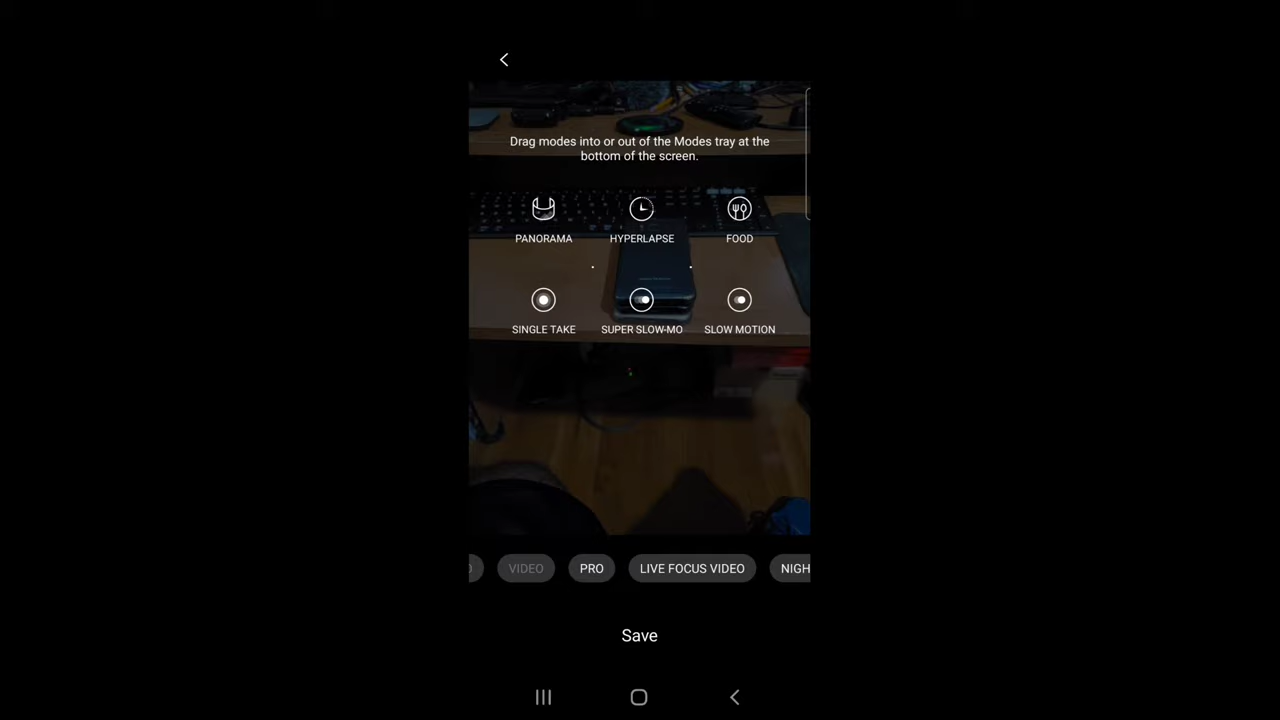 Drag modes into or out of the Modes tray at the
bottom of the screen.
PANORAMA HYPERLAPSE FOOD
SINGLE TAKE SUPER SLOW-MO SLOW MOTION
VIDEO PRO LIVE FOCUS VIDEO NIGH
Save